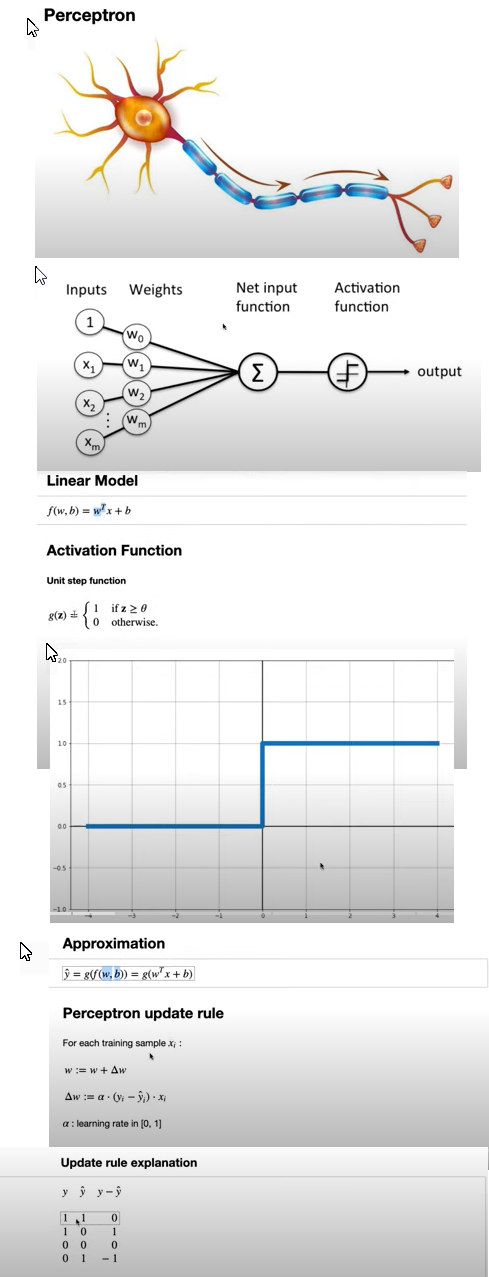 Perceptron
Inputs Weights Net input function Activation function
1 w0
x1 w1
x2 w2
⋮ wm
xm
Σ
output
Linear Model
f(w, b) = wᵀx + b
Activation Function
Unit step function
g(z) = { 1 if z ≥ θ
0 otherwise.
2.0
1.5
1.0
0.5
0.0
−0.5
−1.0
−4 −3 −2 −1 0 1 2 3 4
Approximation
ŷ = g(f(w, b)) = g(wᵀx + b)
Perceptron update rule
For each training sample xᵢ :
w := w + Δw
Δw := α · (yᵢ − ŷᵢ) · xᵢ
α : learning rate in [0, 1]
Update rule explanation
y ŷ y − ŷ
1 1 0
1 0 1
0 0 0
0 1 −1